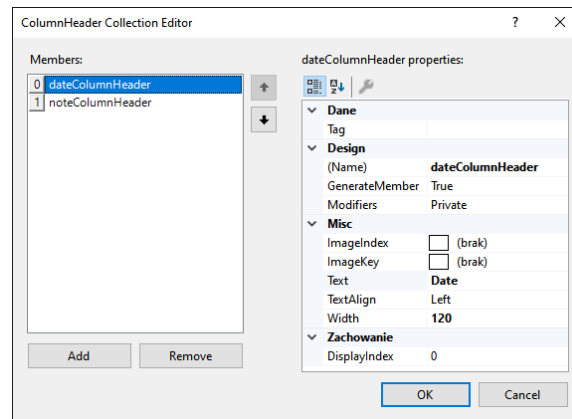 ColumnHeader Collection Editor
Members:
0 dateColumnHeader
1 noteColumnHeader
Add Remove
dateColumnHeader properties:
Dane
Tag
Design
(Name) dateColumnHeader
GenerateMember True
Modifiers Private
Misc
ImageIndex (brak)
ImageKey (brak)
Text Date
TextAlign Left
Width 120
Zachowanie
DisplayIndex 0
OK Cancel